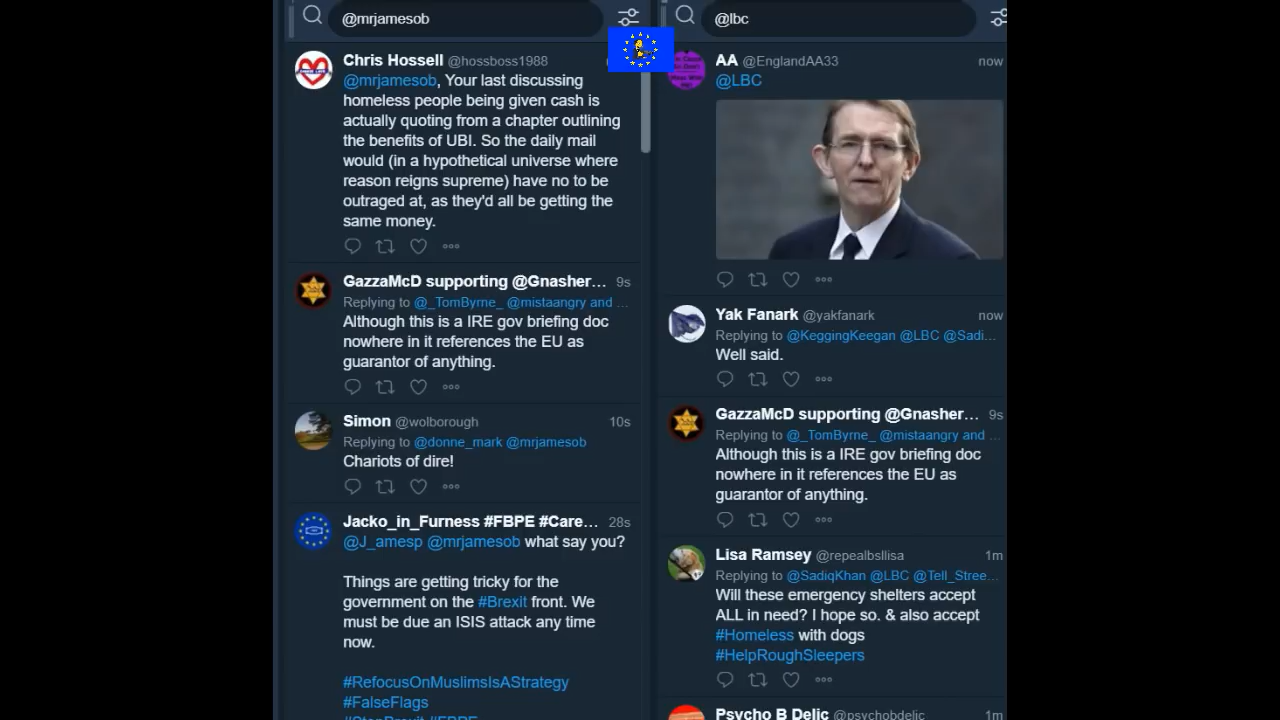 @mrjamesob
Chris Hossell @hossboss1988
@mrjamesob, Your last discussing
homeless people being given cash is
actually quoting from a chapter outlining
the benefits of UBI. So the daily mail
would (in a hypothetical universe where
reason reigns supreme) have no to be
outraged at, as they'd all be getting the
same money.
GazzaMcD supporting @Gnasher... 9s
Replying to @_TomByrne_ @mistaangry and ...
Although this is a IRE gov briefing doc
nowhere in it references the EU as
guarantor of anything.
Simon @wolborough 10s
Replying to @donne_mark @mrjamesob
Chariots of dire!
Jacko_in_Furness #FBPE #Care... 28s
@J_amesp @mrjamesob what say you?
Things are getting tricky for the
government on the #Brexit front. We
must be due an ISIS attack any time
now.
#RefocusOnMuslimsIsAStrategy
#FalseFlags
#StopBrexit #FBPE
@lbc
AA @EnglandAA33 now
@LBC
Yak Fanark @yakfanark now
Replying to @KeggingKeegan @LBC @Sadi...
Well said.
GazzaMcD supporting @Gnasher... 9s
Replying to @_TomByrne_ @mistaangry and ...
Although this is a IRE gov briefing doc
nowhere in it references the EU as
guarantor of anything.
Lisa Ramsey @repealbsllisa 1m
Replying to @SadiqKhan @LBC @Tell_Stree...
Will these emergency shelters accept
ALL in need? I hope so. & also accept
#Homeless with dogs
#HelpRoughSleepers
Psycho B Delic @psychobdelic 1m